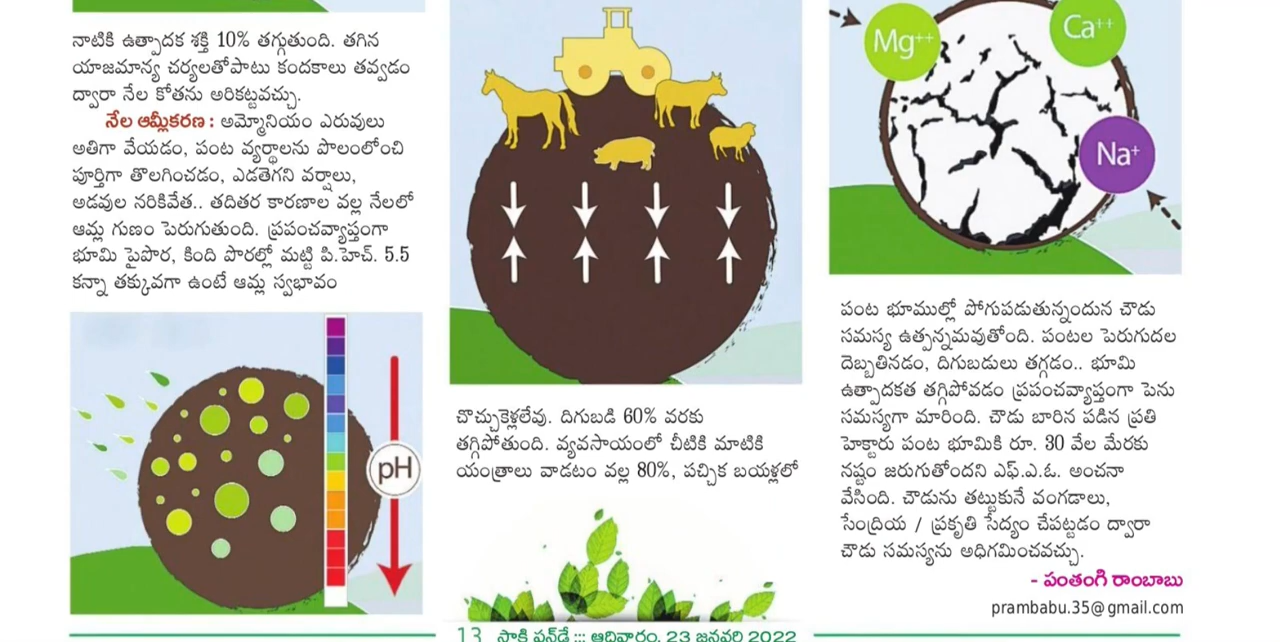 నాటికి ఉత్పాదక శక్తి 10% తగ్గుతుంది. తగిన
యాజమాన్య చర్యలతోపాటు కందకాలు తవ్వడం
ద్వారా నేల కోతను అరికట్టవచ్చు.
నేల ఆమ్లీకరణ : అమ్మోనియం ఎరువులు
అతిగా వేయడం, పంట వ్యర్థాలను పొలంలోంచి
పూర్తిగా తొలగించడం, ఎడతెగని వర్షాలు,
అడవుల నరికివేత.. తదితర కారణాల వల్ల నేలలో
ఆమ్ల గుణం పెరుగుతుంది. ప్రపంచవ్యాప్తంగా
భూమి పైపొర, కింది పొరల్లో మట్టి పి.హెచ్. 5.5
కన్నా తక్కువగా ఉంటే ఆమ్ల స్వభావం
pH
చొచ్చుకెళ్లలేవు. దిగుబడి 60% వరకు
తగ్గిపోతుంది. వ్యవసాయంలో చీటికి మాటికి
యంత్రాలు వాడటం వల్ల 80%, పచ్చిక బయళ్లలో
Mg++
Ca++
Na+
పంట భూముల్లో పోగుపడుతున్నందున చౌడు
సమస్య ఉత్పన్నమవుతోంది. పంటల పెరుగుదల
దెబ్బతినడం, దిగుబడులు తగ్గడం.. భూమి
ఉత్పాదకత తగ్గిపోవడం ప్రపంచవ్యాప్తంగా పెను
సమస్యగా మారింది. చౌడు బారిన పడిన ప్రతి
హెక్టారు పంట భూమికి రూ. 30 వేల మేరకు
నష్టం జరుగుతోందని ఎఫ్.ఎ.ఓ. అంచనా
వేసింది. చౌడును తట్టుకునే వంగడాలు,
సేంద్రియ / ప్రకృతి సేద్యం చేపట్టడం ద్వారా
చౌడు సమస్యను అధిగమించవచ్చు.
- పంతంగి రాంబాబు
prambabu.35@gmail.com
13 సాక్షి ఫన్‌డే ::: ఆదివారం, 23 జనవరి 2022